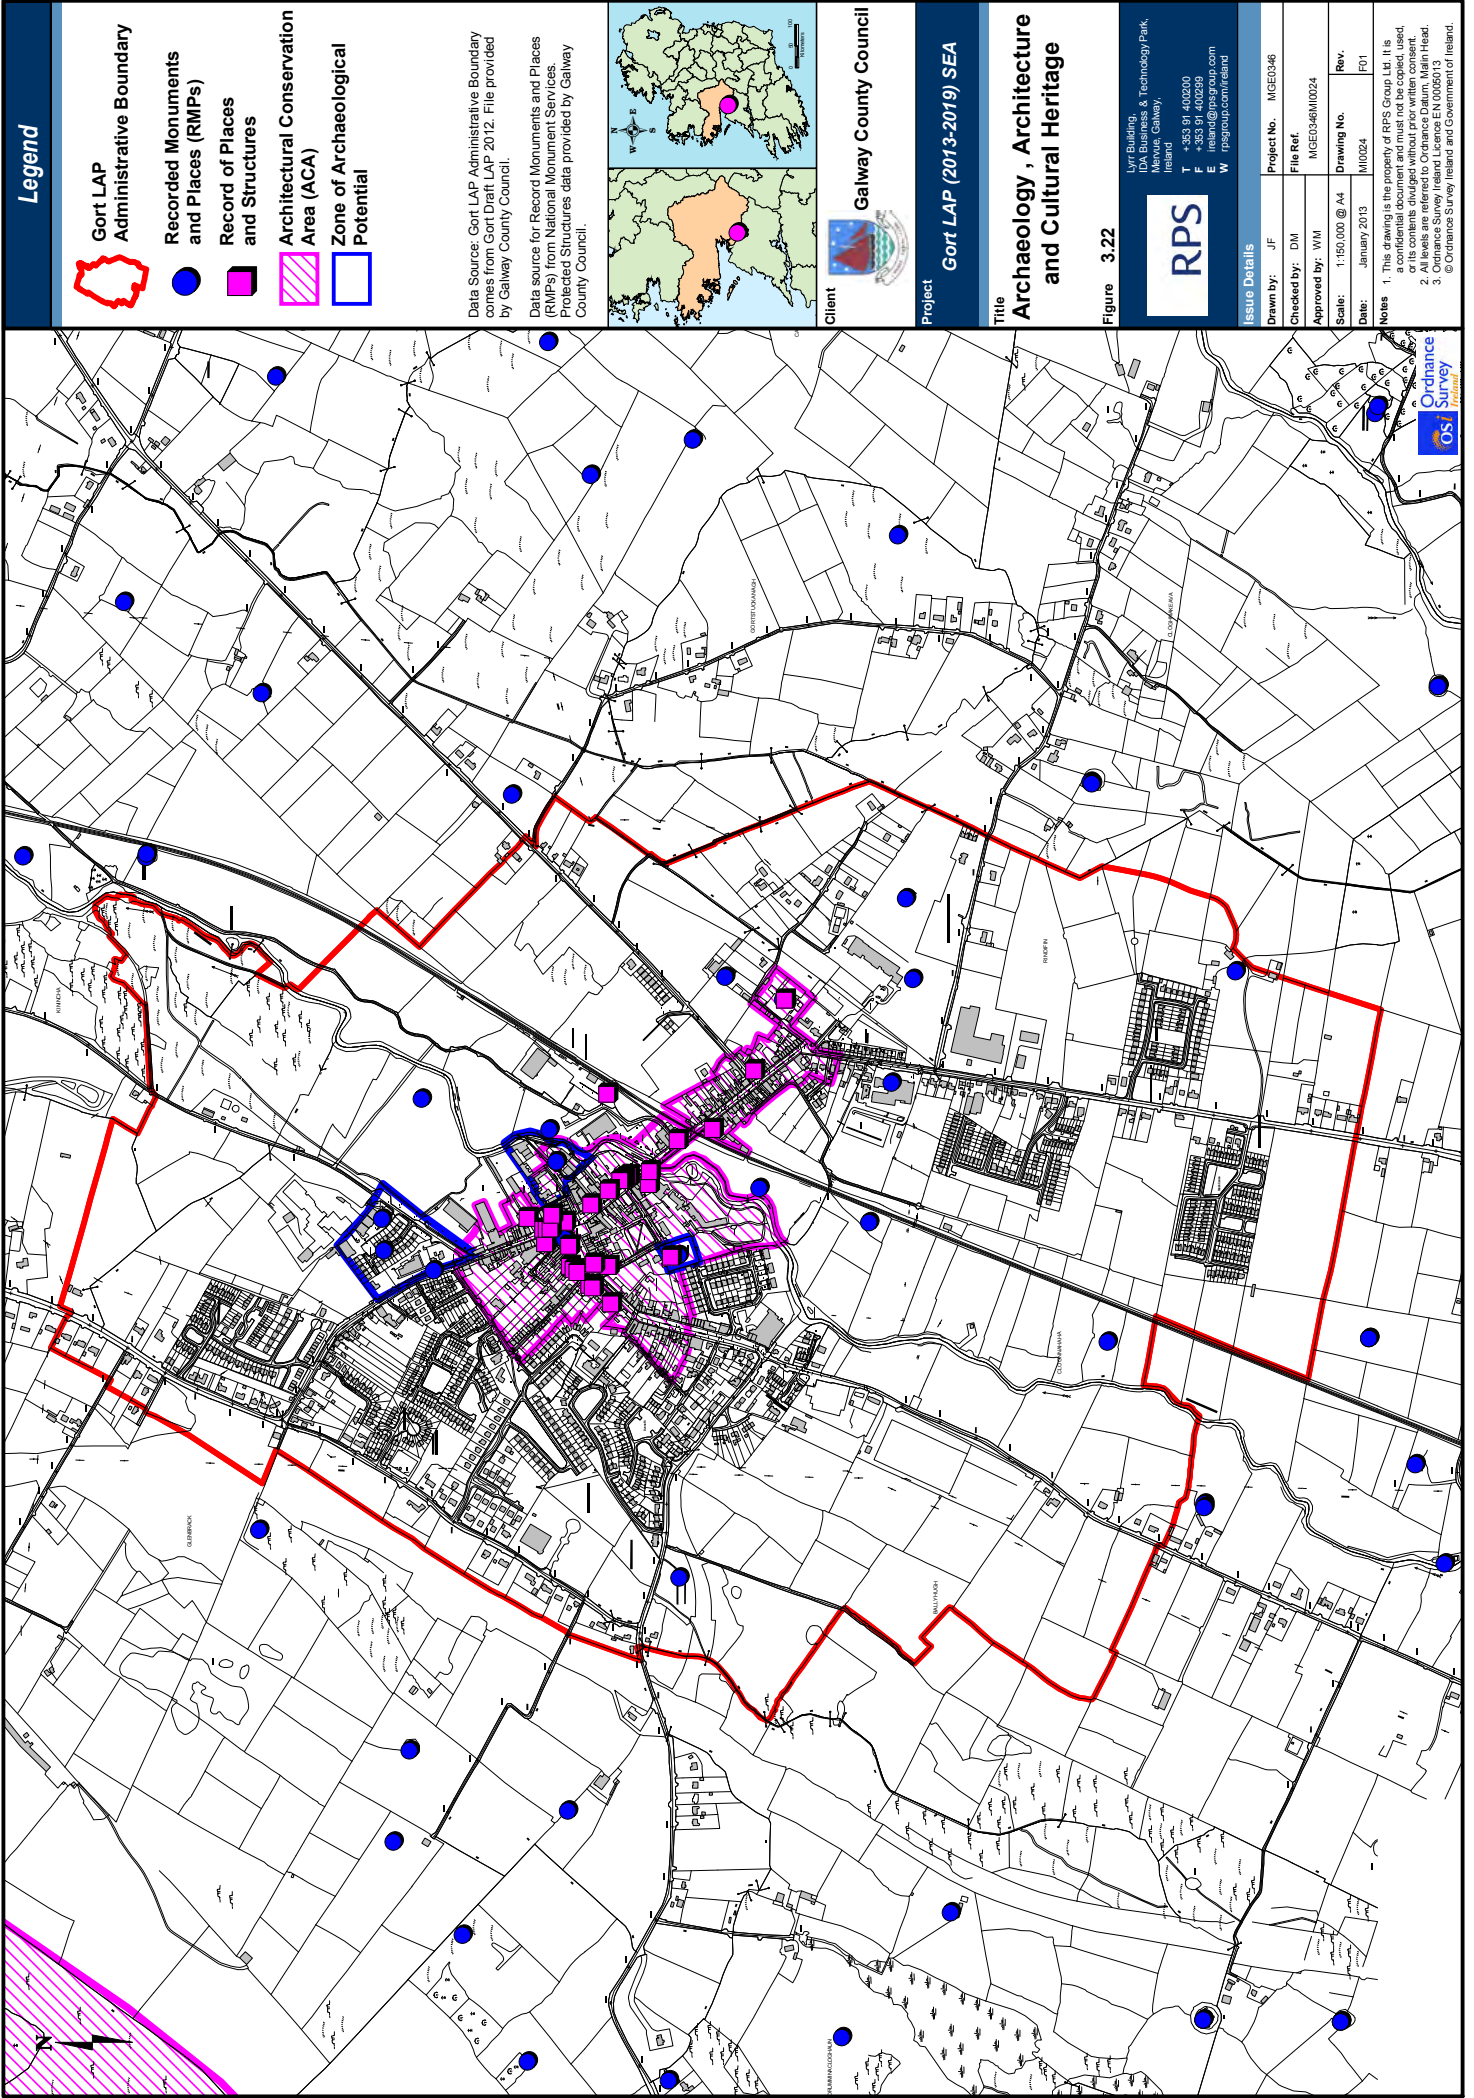 Legend
Gort LAP
Administrative Boundary
Recorded Monuments
and Places (RMPs)
Record of Places
and Structures
Architectural Conservation
Area (ACA)
Zone of Archaeological
Potential
Data Source: Gort LAP Administrative Boundary
comes from Gort Draft LAP 2012. File provided
by Galway County Council.
Data source for Record Monuments and Places
(RMPs) from National Monument Services.
Protected Structures data provided by Galway
County Council.
N
W E
S
0 50 100
Kilometers
Client
Galway County Council
Project
Gort LAP (2013-2019) SEA
Title
Archaeology , Architecture
and Cultural Heritage
Figure 3.22
RPS
Lyrr Building,
IDA Business & Technology Park,
Mervue, Galway,
Ireland
T +353 91 400200
F +353 91 400299
E ireland@rpsgroup.com
W rpsgroup.com/ireland
Issue Details
Drawn by: JF
Project No. MGE0346
Checked by: DM
File Ref.
MGE0346MI0024
Approved by: WM
Scale: 1:150,000 @ A4
Drawing No. Rev.
Date: January 2013
MI0024 F01
Notes 1. This drawing is the property of RPS Group Ltd. It is
a confidential document and must not be copied, used,
or its contents divulged without prior written consent.
2. All levels are referred to Ordnance Datum, Malin Head.
3. Ordnance Survey Ireland Licence EN 0005013
© Ordnance Survey Ireland and Government of Ireland.
osi Ordnance
Survey
Ireland
N
KININCHA
GLENBRACK
RINDIFIN
BALLYHUGH